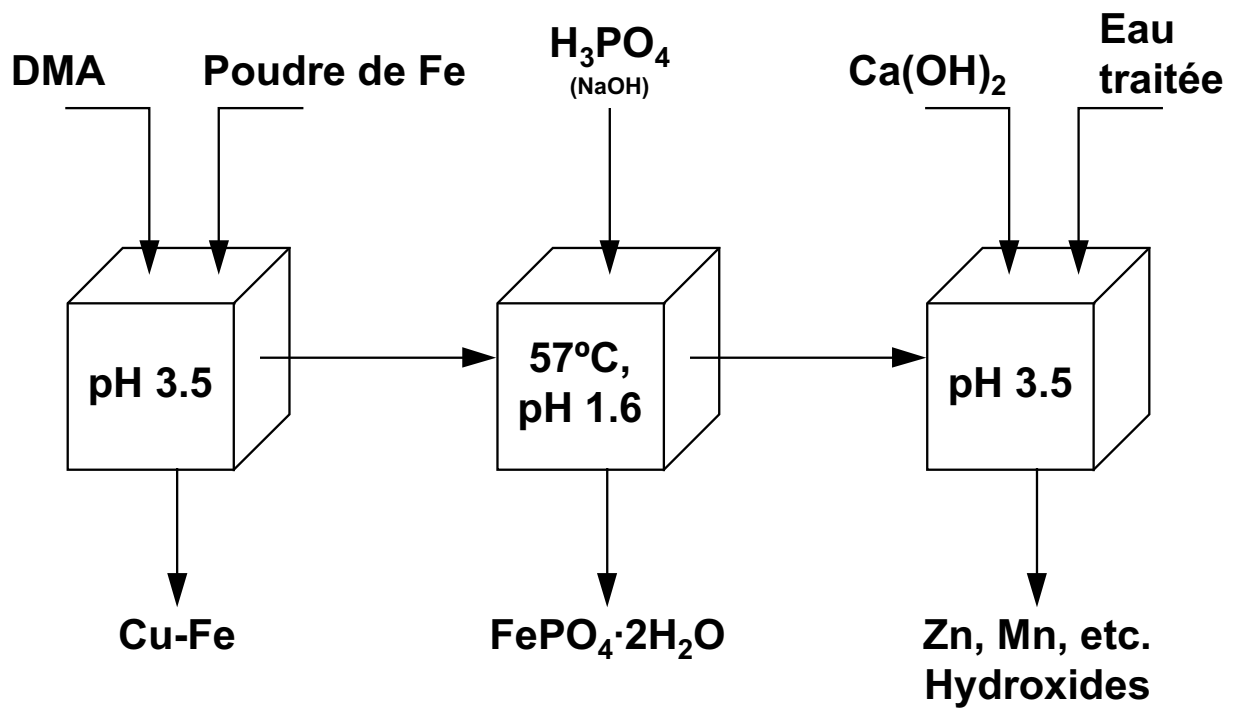 DMA
Poudre de Fe
H₃PO₄
(NaOH)
Ca(OH)₂
Eau
traitée
pH 3.5
57ºC,
pH 1.6
pH 3.5
Cu-Fe
FePO₄·2H₂O
Zn, Mn, etc.
Hydroxides